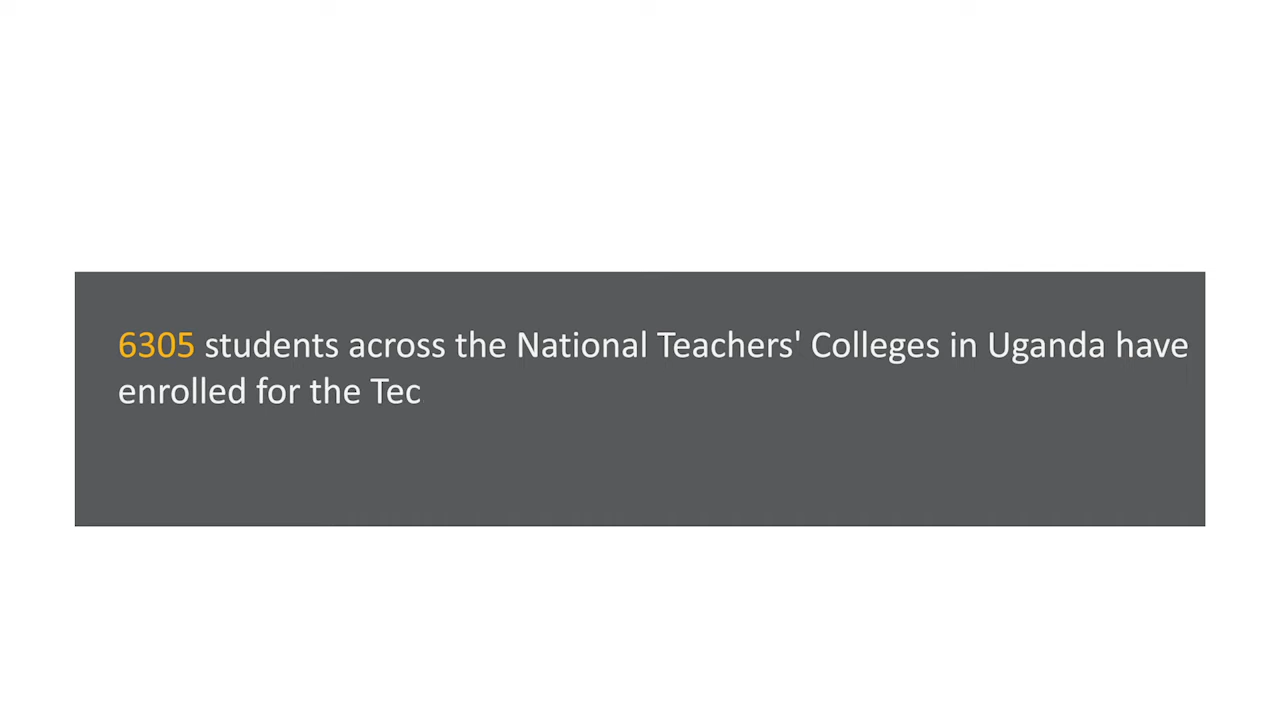 6305 students across the National Teachers' Colleges in Uganda have
enrolled for the Tec